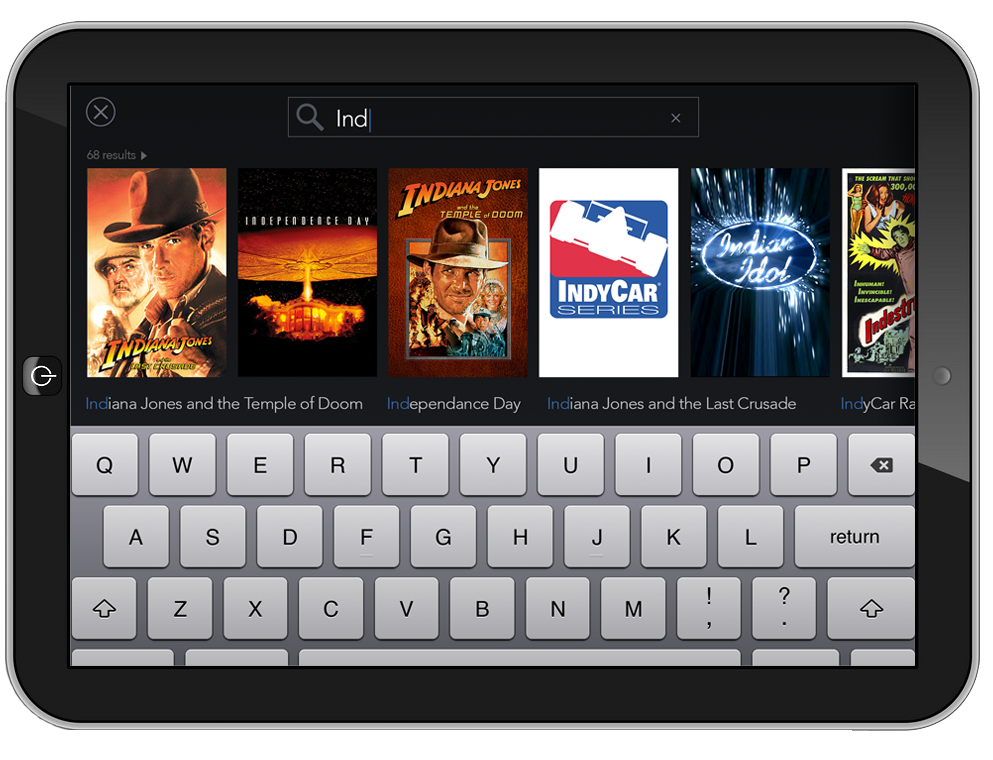 Ind
68 results
INDIANA JONES
and the
LAST CRUSADE
INDEPENDENCE DAY
INDIANA JONES
and the
TEMPLE of DOOM
INDYCAR
SERIES
Indian
Idol
THE SCREAM THAT SHO
300,00
INHUMAN!
INVINCIBLE!
INESCAPABLE!
Indestr
Indiana Jones and the Temple of Doom
Independance Day
Indiana Jones and the Last Crusade
IndyCar Ra
Q W E R T Y U I O P
A S D F G H J K L return
Z X C V B N M ! , ? .